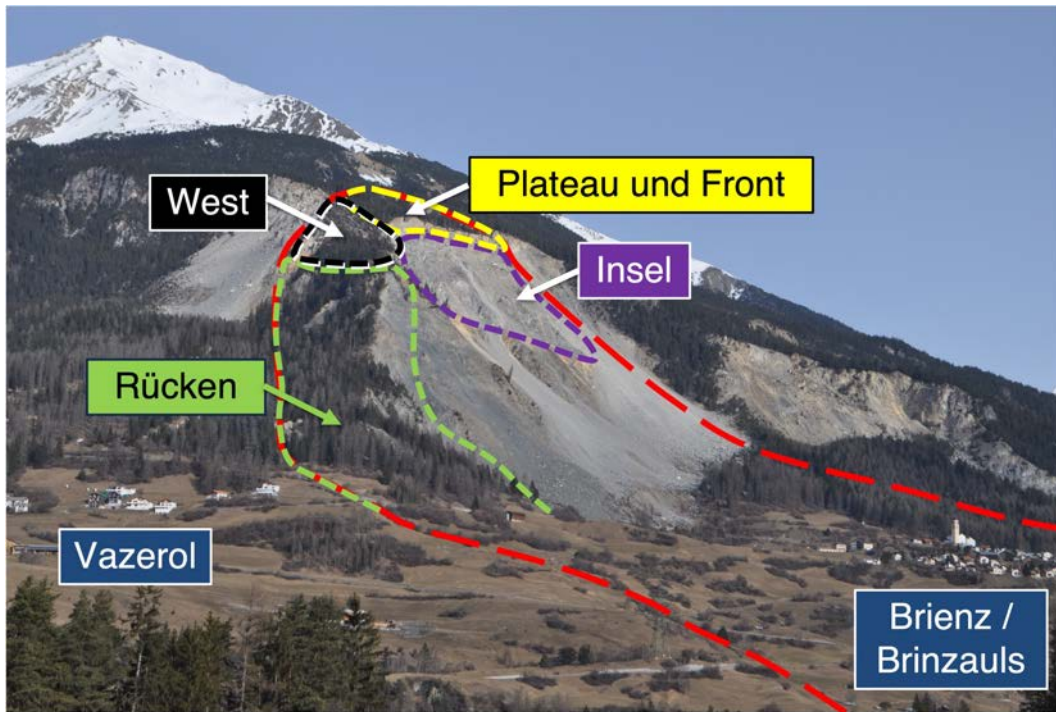 Plateau und Front
West
Insel
Rücken
Vazerol
Brienz /
Brinzauls